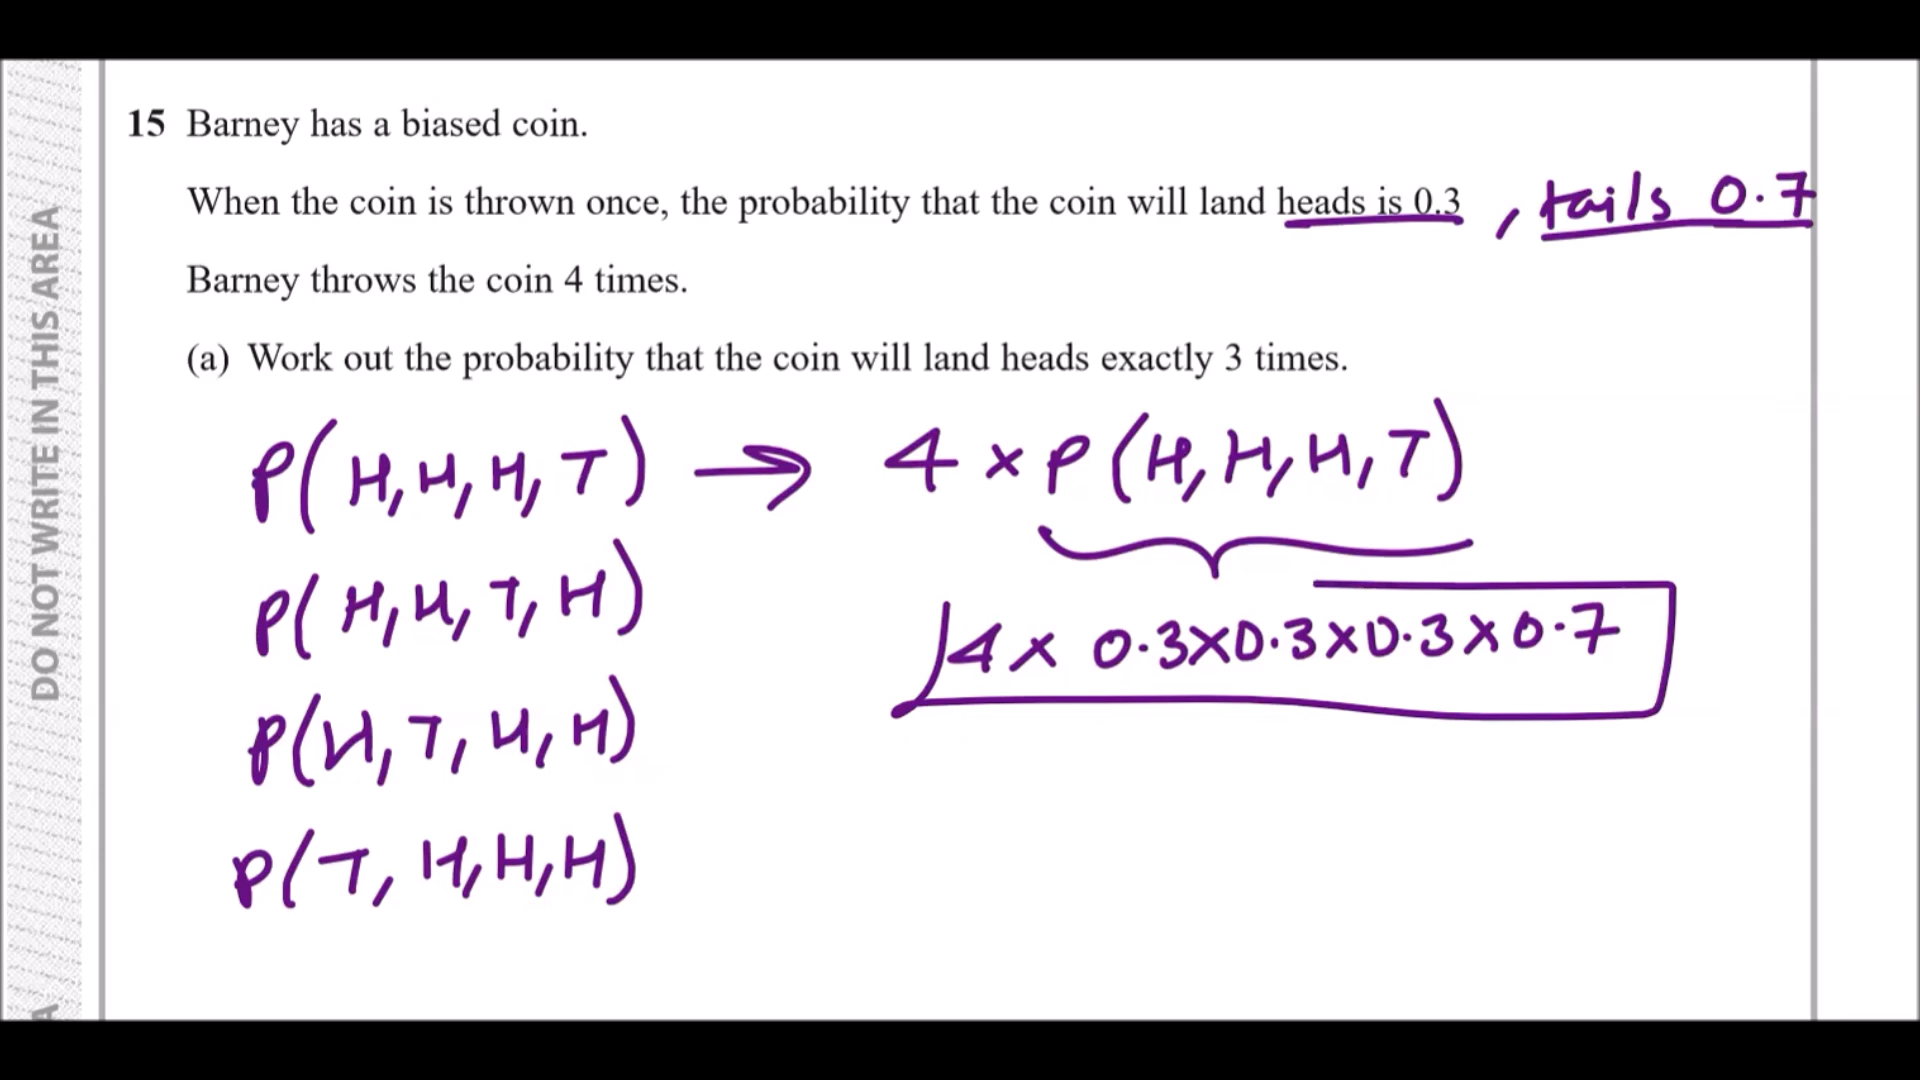 15 Barney has a biased coin.
When the coin is thrown once, the probability that the coin will land heads is 0.3 , tails 0.7
Barney throws the coin 4 times.
(a) Work out the probability that the coin will land heads exactly 3 times.
P(H,H,H,T) → 4 × P(H,H,H,T)
P(H,H,T,H)
4 × 0.3×0.3×0.3×0.7
P(H,T,H,H)
P(T,H,H,H)
DO NOT WRITE IN THIS AREA
A